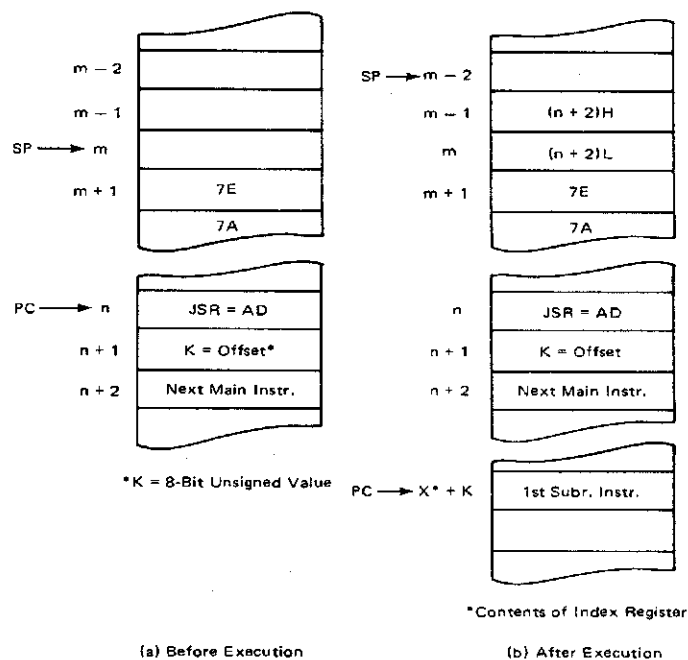 m − 2
m − 1
SP → m
m + 1 7E
7A
PC → n JSR = AD
n + 1 K = Offset*
n + 2 Next Main Instr.
*K = 8-Bit Unsigned Value
(a) Before Execution
SP → m − 2
m − 1 (n + 2)H
m (n + 2)L
m + 1 7E
7A
n JSR = AD
n + 1 K = Offset
n + 2 Next Main Instr.
PC → X* + K 1st Subr. Instr.
*Contents of Index Register
(b) After Execution